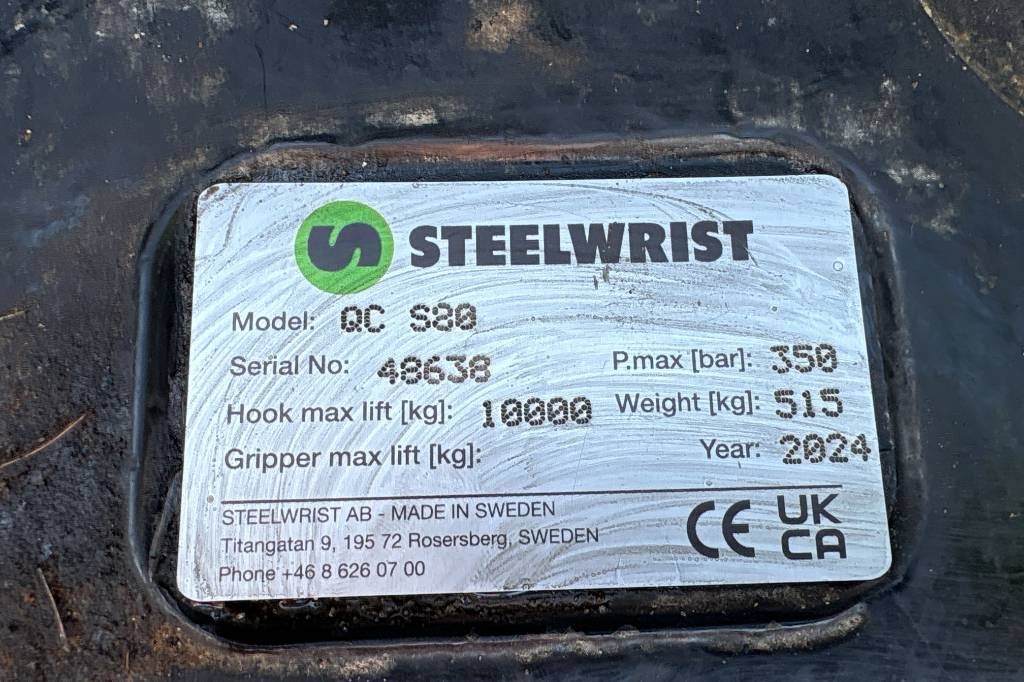 STEELWRIST
Model: QC S80
Serial No: 48638
P.max [bar]: 350
Hook max lift [kg]: 10000
Weight [kg]: 515
Gripper max lift [kg]:
Year: 2024
STEELWRIST AB - MADE IN SWEDEN
Titangatan 9, 195 72 Rosersberg, SWEDEN
Phone +46 8 626 07 00
CE
UK
CA